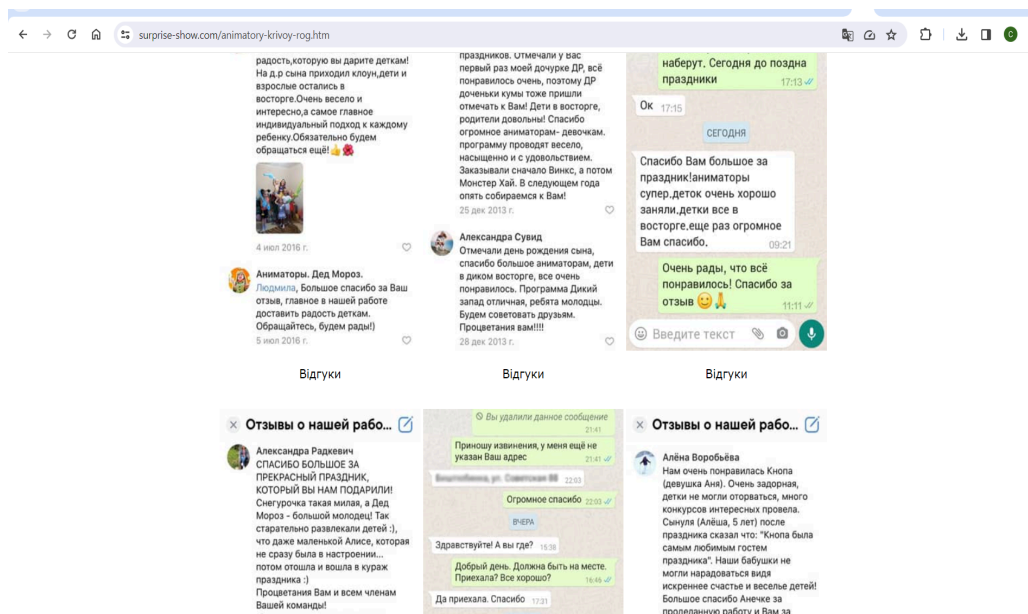 surprise-show.com/animatory-krivoy-rog.htm
C
радость,которую вы дарите деткам!
На д.р сына приходил клоун,дети и
взрослые остались в
восторге.Очень весело и
интересно,а самое главное
индивидуальный подход к каждому
ребенку.Обязательно будем
обращаться ещё!👍🌺
4 июл 2016 г.
Аниматоры. Дед Мороз.
Людмила, Большое спасибо за Ваш
отзыв, главное в нашей работе
доставить радость деткам.
Обращайтесь, будем рады!)
5 июл 2016 г.
праздников. Отмечали у Вас
первый раз моей дочурке ДР, всё
понравилось очень, поэтому ДР
доченьки кумы тоже пришли
отмечать к Вам! Дети в восторге,
родители довольны! Спасибо
огромное аниматорам- девочкам.
программу проводят весело,
насыщенно и с удовольствием.
Заказывали сначало Винкс, а потом
Монстер Хай. В следующем года
опять собираемся к Вам!
25 дек 2013 г.
Александра Сувид
Отмечали день рождения сына,
спасибо большое аниматорам, дети
в диком восторге, все очень
понравилось. Программа Дикий
запад отличная, ребята молодцы.
Будем советовать друзьям.
Процветания вам!!!!
28 дек 2013 г.
наберут. Сегодня до поздна
праздники 17:13
Ок 17:15
СЕГОДНЯ
Спасибо Вам большое за
праздник!аниматоры
супер.деток очень хорошо
заняли.детки все в
восторге.еще раз огромное
Вам спасибо. 09:21
Очень рады, что всё
понравилось! Спасибо за
отзыв 😊🙏 11:11
Введите текст
Відгуки
Відгуки
Відгуки
Отзывы о нашей рабо...
Александра Радкевич
СПАСИБО БОЛЬШОЕ ЗА
ПРЕКРАСНЫЙ ПРАЗДНИК,
КОТОРЫЙ ВЫ НАМ ПОДАРИЛИ!
Снегурочка такая милая, а Дед
Мороз - большой молодец! Так
старательно развлекали детей :),
что даже маленькой Алисе, которая
не сразу была в настроении...
потом отошла и вошла в кураж
праздника :)
Процветания Вам и всем членам
Вашей команды!
Вы удалили данное сообщение
21:41
Приношу извинения, у меня ещё не
указан Ваш адрес 21:41
22:03
Огромное спасибо 22:03
ВЧЕРА
Здравствуйте! А вы где? 15:38
Добрый день. Должна быть на месте.
Приехала? Все хорошо? 16:46
Да приехала. Спасибо 17:31
Отзывы о нашей рабо...
Алёна Воробьёва
Нам очень понравилась Кнопа
(девушка Аня). Очень задорная,
детки не могли оторваться, много
конкурсов интересных провела.
Сынуля (Алёша, 5 лет) после
праздника сказал что: "Кнопа была
самым любимым гостем
праздника". Наши бабушки не
могли нарадоваться видя
искреннее счастье и веселье детей!
Большое спасибо Анечке за
проделанную работу и Вам за